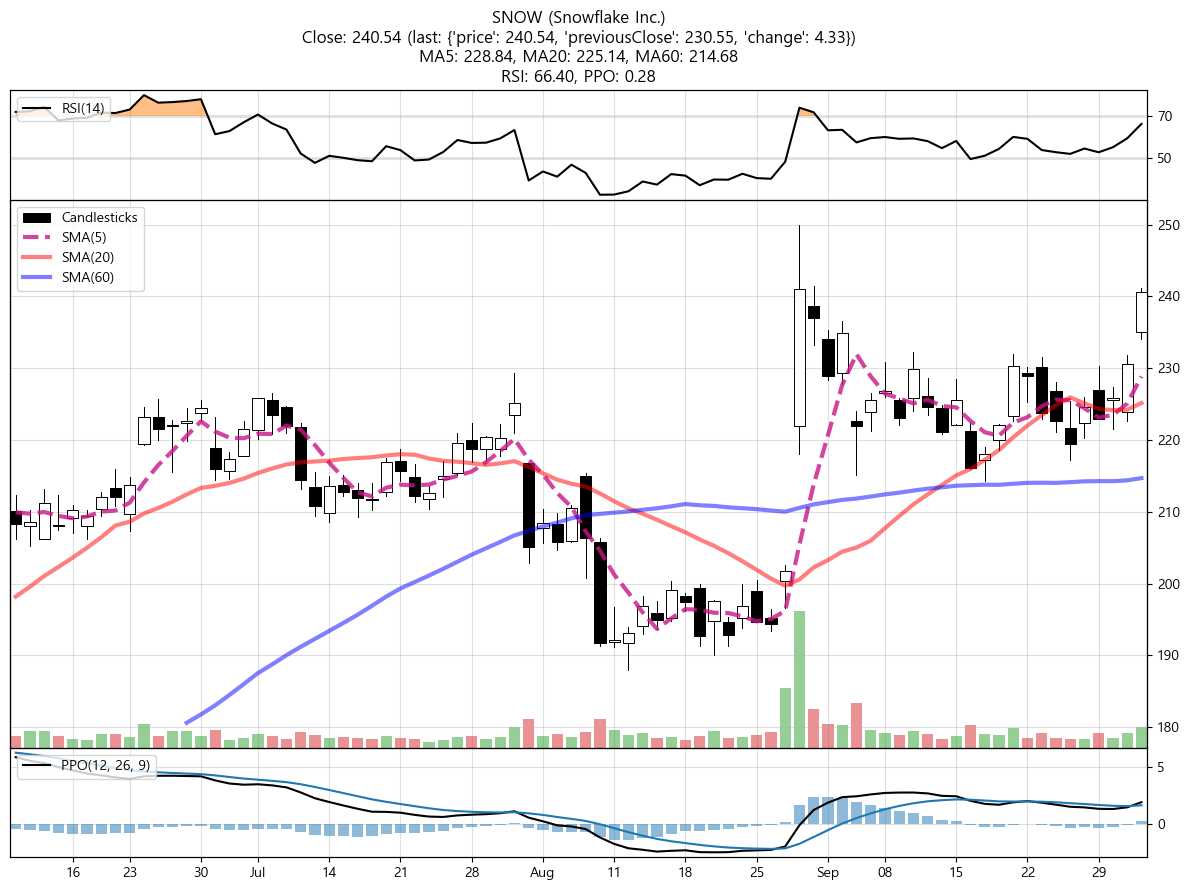 SNOW (Snowflake Inc.)
Close: 240.54 (last: {'price': 240.54, 'previousClose': 230.55, 'change': 4.33})
MA5: 228.84, MA20: 225.14, MA60: 214.68
RSI: 66.40, PPO: 0.28
RSI(14)
70
50
Candlesticks
SMA(5)
SMA(20)
SMA(60)
250
240
230
220
210
200
190
180
PPO(12, 26, 9)
5
0
16 23 30 Jul 14 21 28 Aug 11 18 25 Sep 08 15 22 29